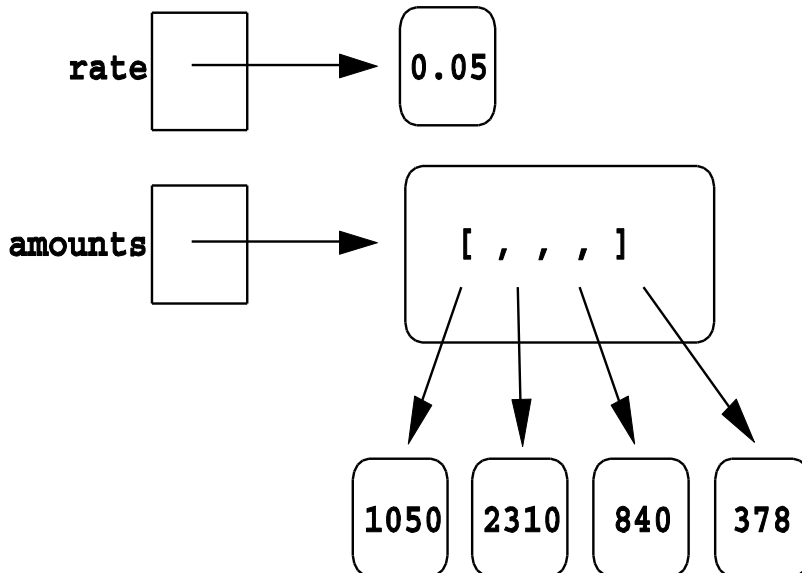 rate 0.05
amounts [ , , , ]
1050 2310 840 378